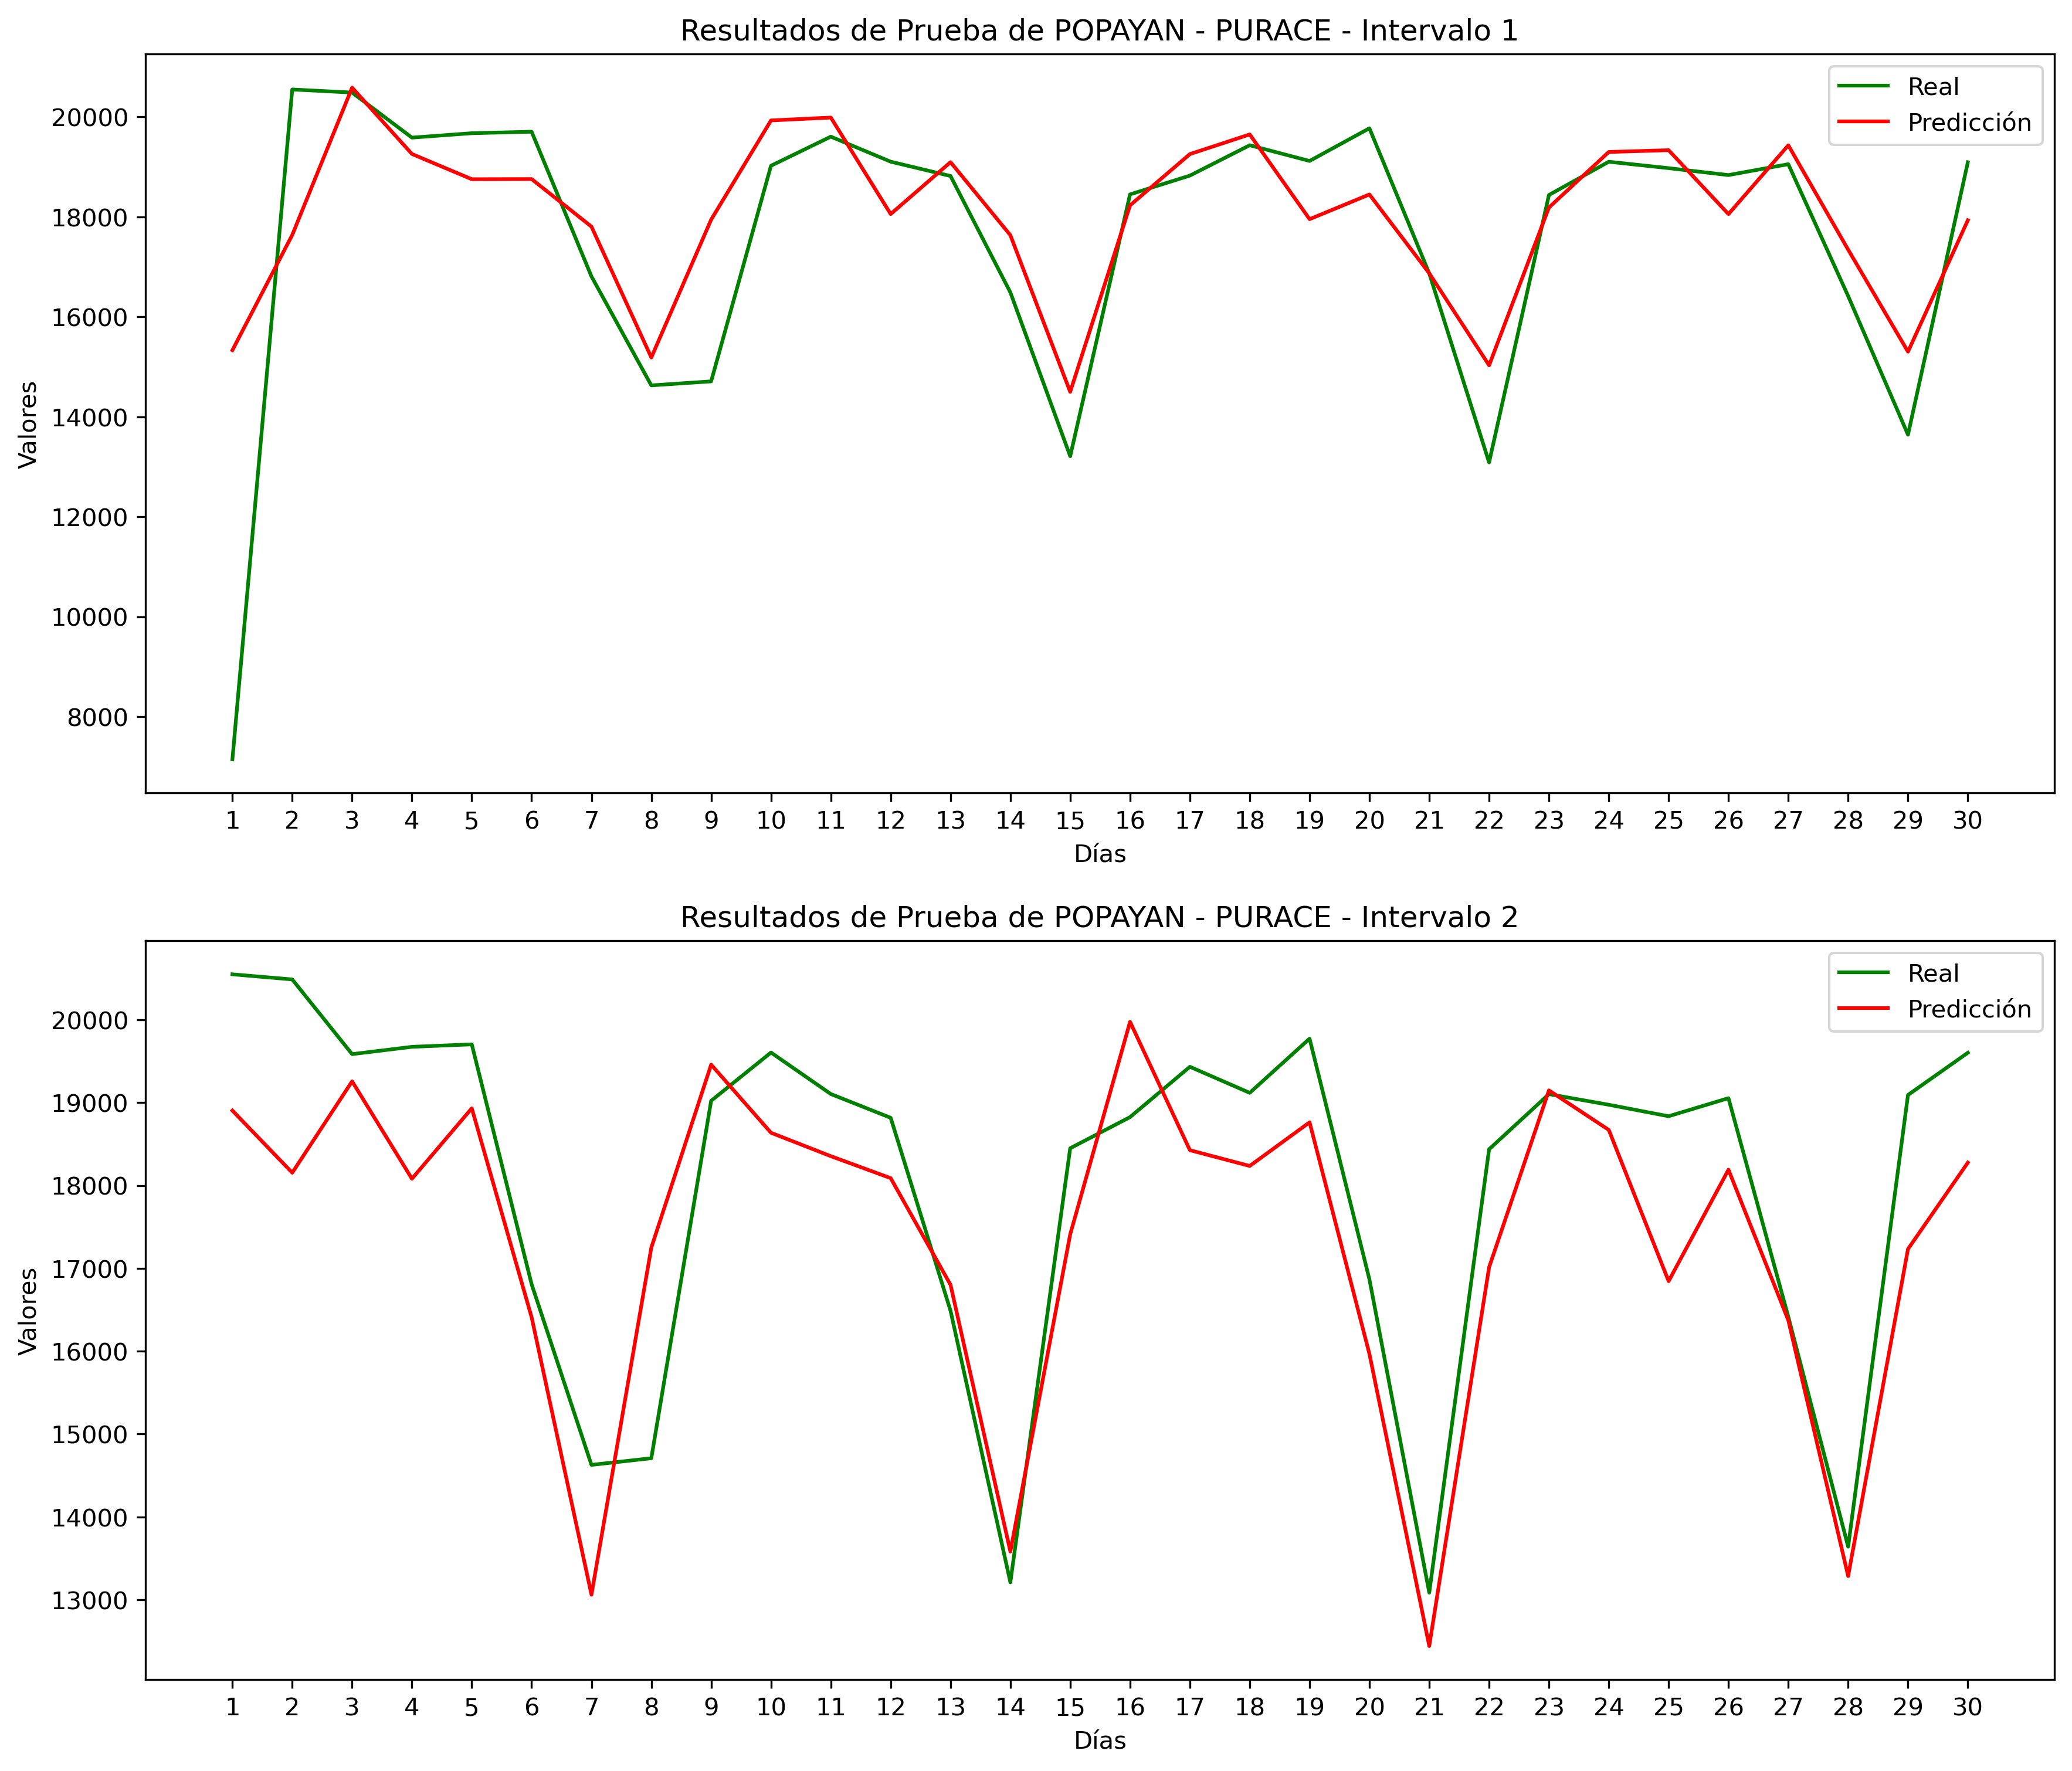 Resultados de Prueba de POPAYAN - PURACE - Intervalo 1
Real
Predicción
20000
18000
16000
14000
12000
10000
8000
Valores
1 2 3 4 5 6 7 8 9 10 11 12 13 14 15 16 17 18 19 20 21 22 23 24 25 26 27 28 29 30
Días
Resultados de Prueba de POPAYAN - PURACE - Intervalo 2
Real
Predicción
20000
19000
18000
17000
16000
15000
14000
13000
Valores
1 2 3 4 5 6 7 8 9 10 11 12 13 14 15 16 17 18 19 20 21 22 23 24 25 26 27 28 29 30
Días